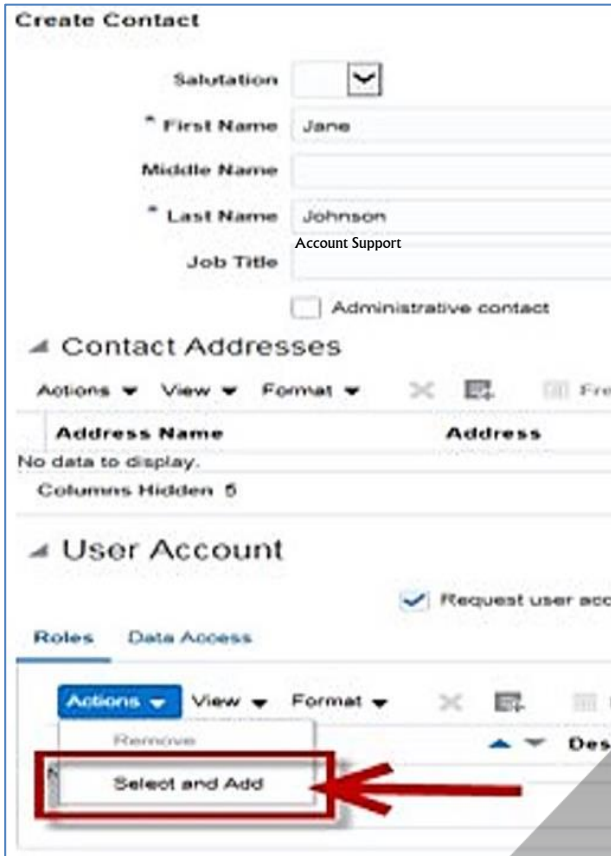 Create Contact
Salutation
* First Name Jane
Middle Name
* Last Name Johnson
Account Support
Job Title
Administrative contact
Contact Addresses
Actions View Format Fre
Address Name Address
No data to display.
Columns Hidden 5
User Account
Request user acc
Roles Data Access
Actions View Format
Remove Des
Select and Add